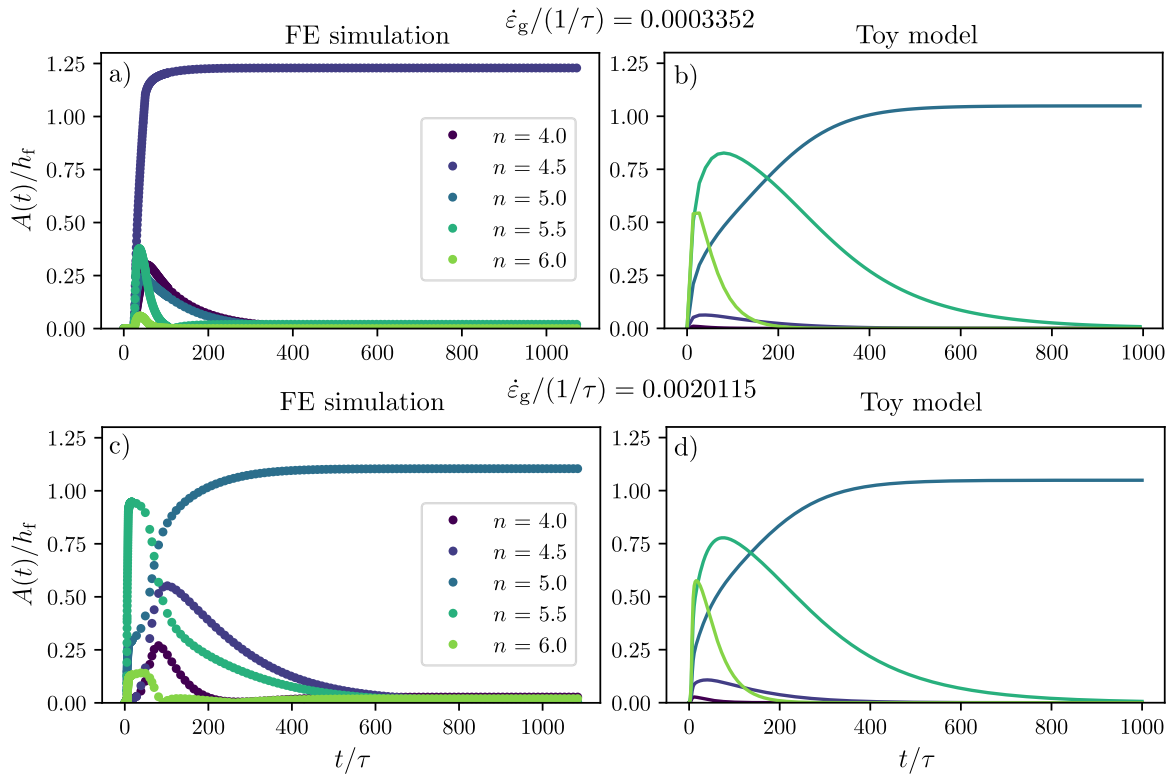 ε̇g/(1/τ) = 0.0003352
FE simulation
Toy model
a)
b)
A(t)/hf
1.25
1.00
0.75
0.50
0.25
0.00
n = 4.0
n = 4.5
n = 5.0
n = 5.5
n = 6.0
0 200 400 600 800 1000
1.25
1.00
0.75
0.50
0.25
0.00
0 200 400 600 800 1000
ε̇g/(1/τ) = 0.0020115
FE simulation
Toy model
c)
d)
A(t)/hf
1.25
1.00
0.75
0.50
0.25
0.00
n = 4.0
n = 4.5
n = 5.0
n = 5.5
n = 6.0
0 200 400 600 800 1000
t/τ
1.25
1.00
0.75
0.50
0.25
0.00
0 200 400 600 800 1000
t/τ